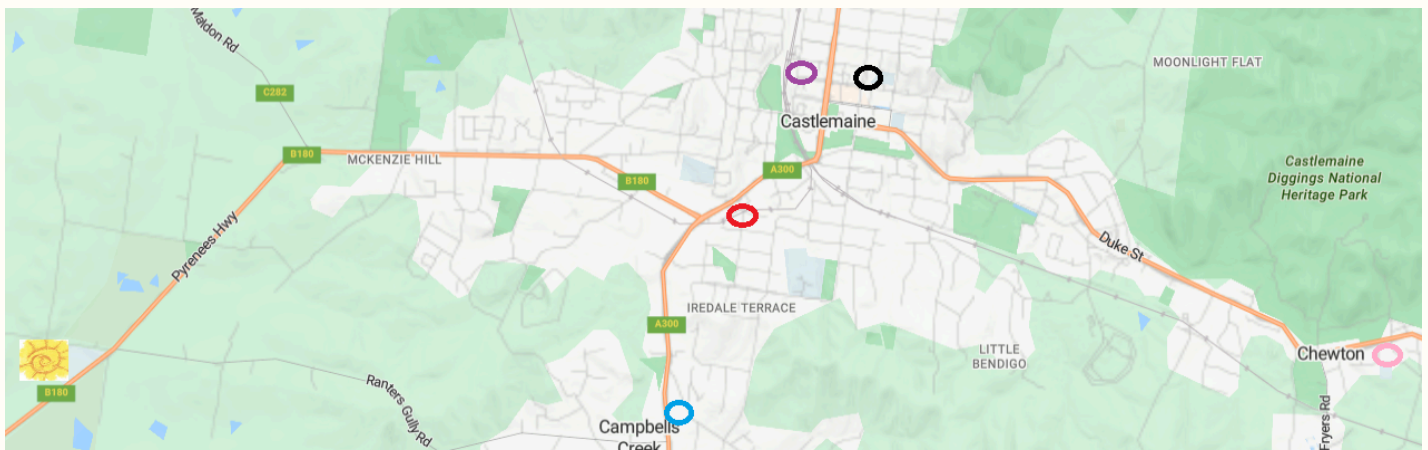 Maldon Rd
MOONLIGHT FLAT
C282
Castlemaine
B180
MCKENZIE HILL
A300
Castlemaine
Diggings National
Heritage Park
B180
Pyrenees Hwy
Duke St
IREDALE TERRACE
A300
LITTLE
BENDIGO
Chewton
B180
Ranters Gully Rd
Campbells
Creek
Fryers Rd